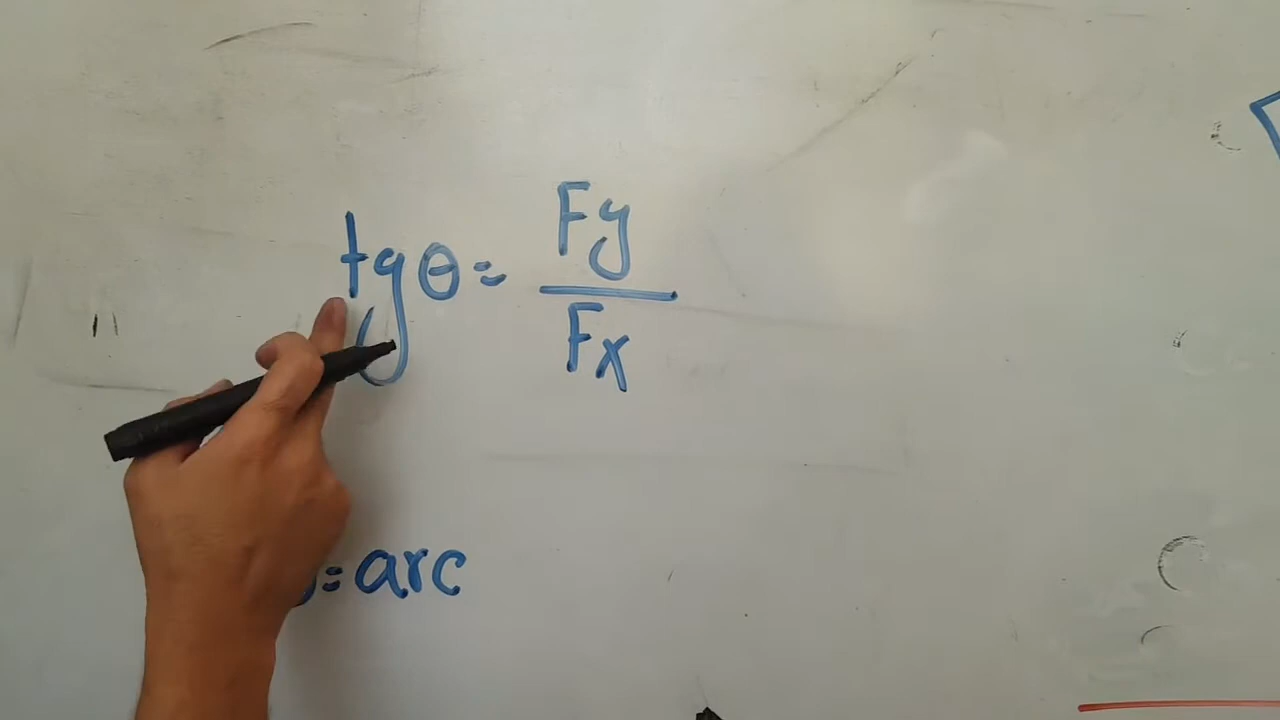 tgθ = Fy/Fx
= arc